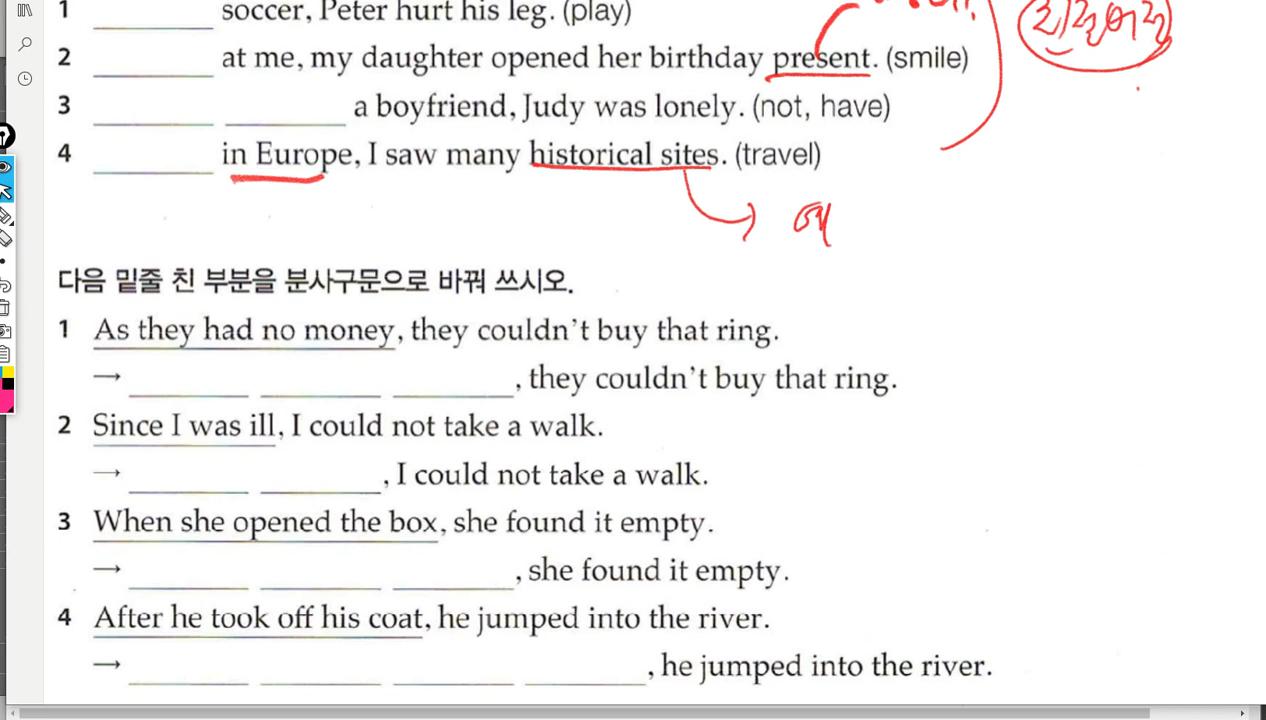 1 ________ soccer, Peter hurt his leg. (play)
2 ________ at me, my daughter opened her birthday present. (smile)
3 ________ ________ a boyfriend, Judy was lonely. (not, have)
4 ________ in Europe, I saw many historical sites. (travel)
다음 밑줄 친 부분을 분사구문으로 바꿔 쓰시오.
1 As they had no money, they couldn't buy that ring.
→ ________ ________ ________, they couldn't buy that ring.
2 Since I was ill, I could not take a walk.
→ ________ ________, I could not take a walk.
3 When she opened the box, she found it empty.
→ ________ ________ ________, she found it empty.
4 After he took off his coat, he jumped into the river.
→ ________ ________ ________ ________, he jumped into the river.